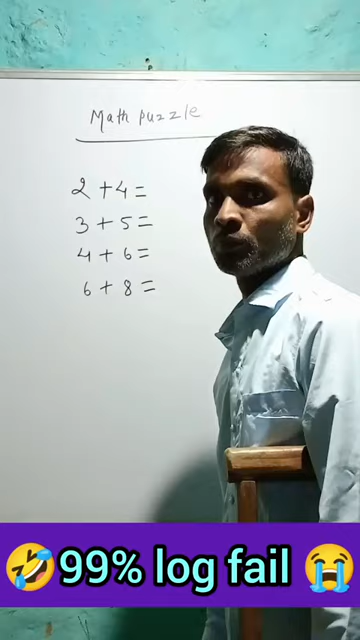 Math puzzle
2 + 4 =
3 + 5 =
4 + 6 =
6 + 8 =
🤣99% log fail 😭